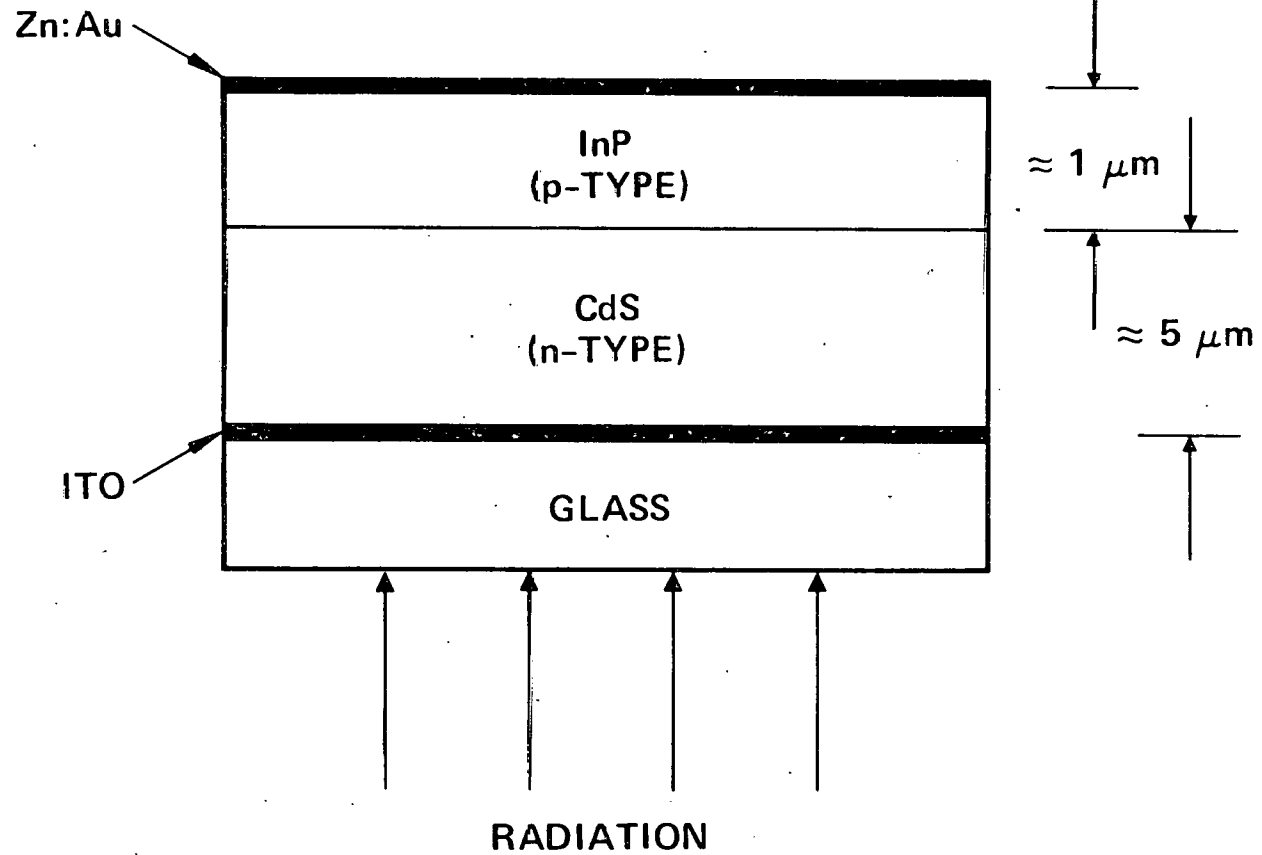 Zn:Au
InP
(p-TYPE)
≈ 1 μm
CdS
(n-TYPE)
≈ 5 μm
ITO
GLASS
RADIATION